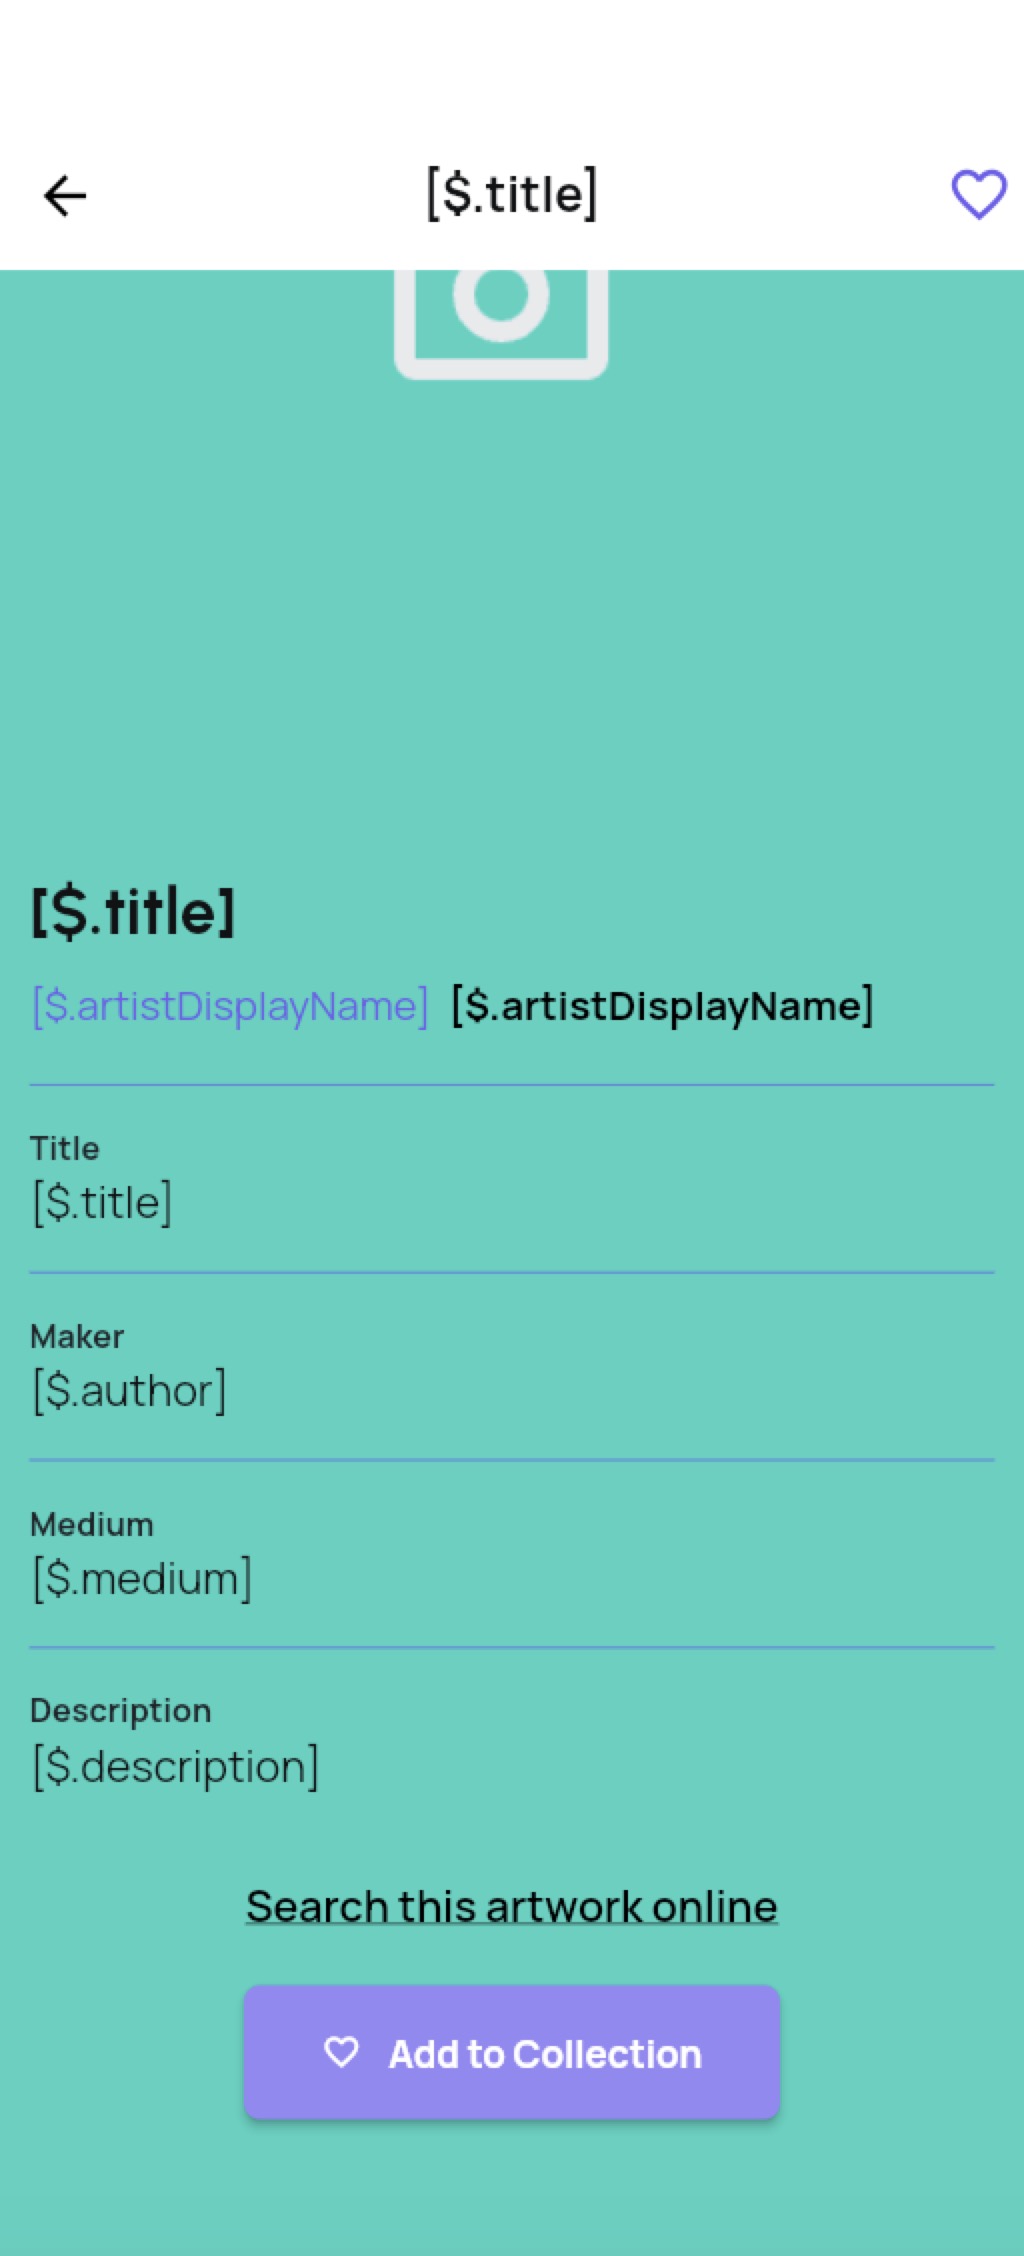 [$.title]
[$.title]
[$.artistDisplayName] [$.artistDisplayName]
Title
[$.title]
Maker
[$.author]
Medium
[$.medium]
Description
[$.description]
Search this artwork online
Add to Collection